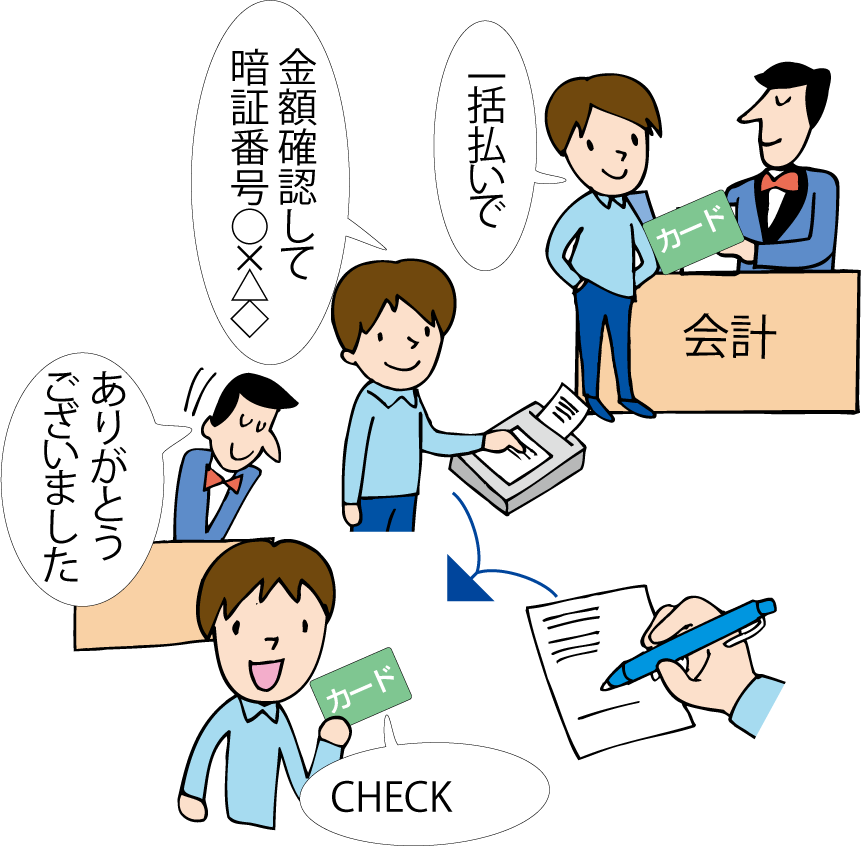 一括払いで
カード
会計
金額確認して
暗証番号○×△◇
ありがとう
ございました
カード
CHECK